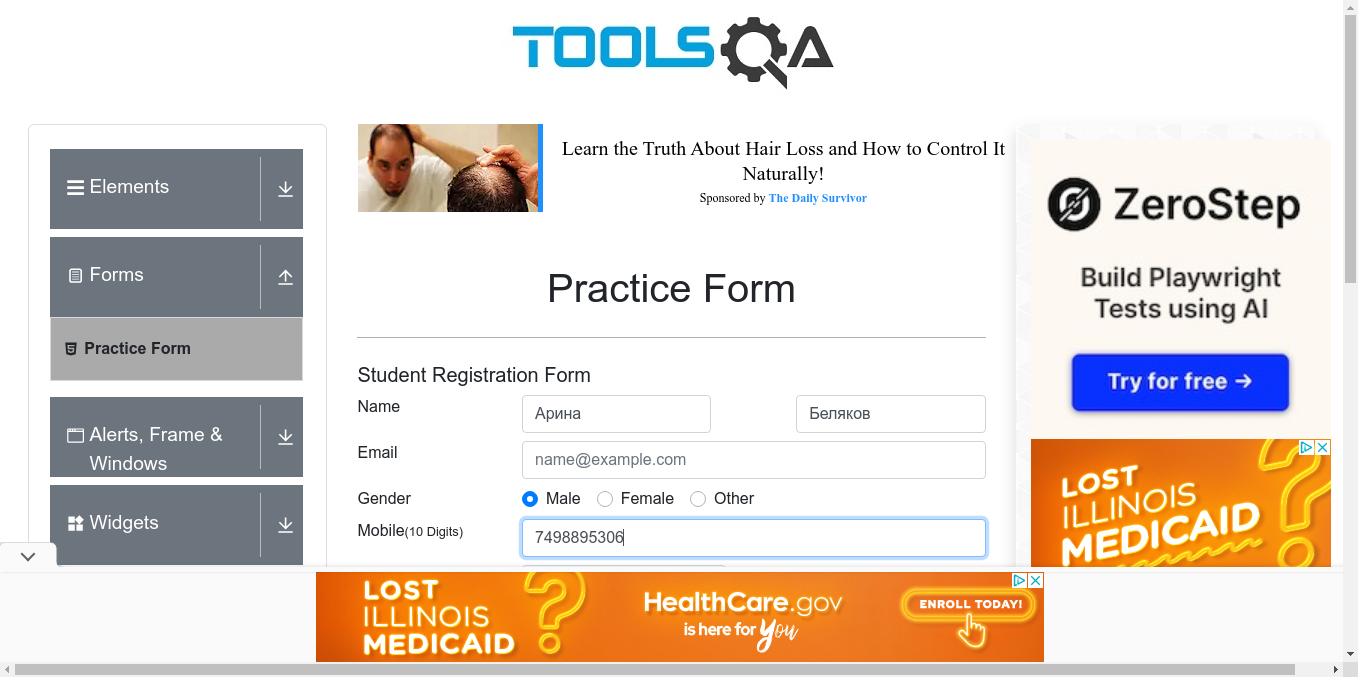 TOOLSQA
Elements
Forms
Practice Form
Alerts, Frame &
Windows
Widgets
Learn the Truth About Hair Loss and How to Control It
Naturally!
Sponsored by The Daily Survivor
Practice Form
Student Registration Form
Name
Арина
Беляков
Email
name@example.com
Gender
Male
Female
Other
Mobile(10 Digits)
7498895306
ZeroStep
Build Playwright
Tests using AI
Try for free →
LOST
ILLINOIS
MEDICAID
?
LOST
ILLINOIS
MEDICAID
?
HealthCare.gov
is here for You
ENROLL TODAY!